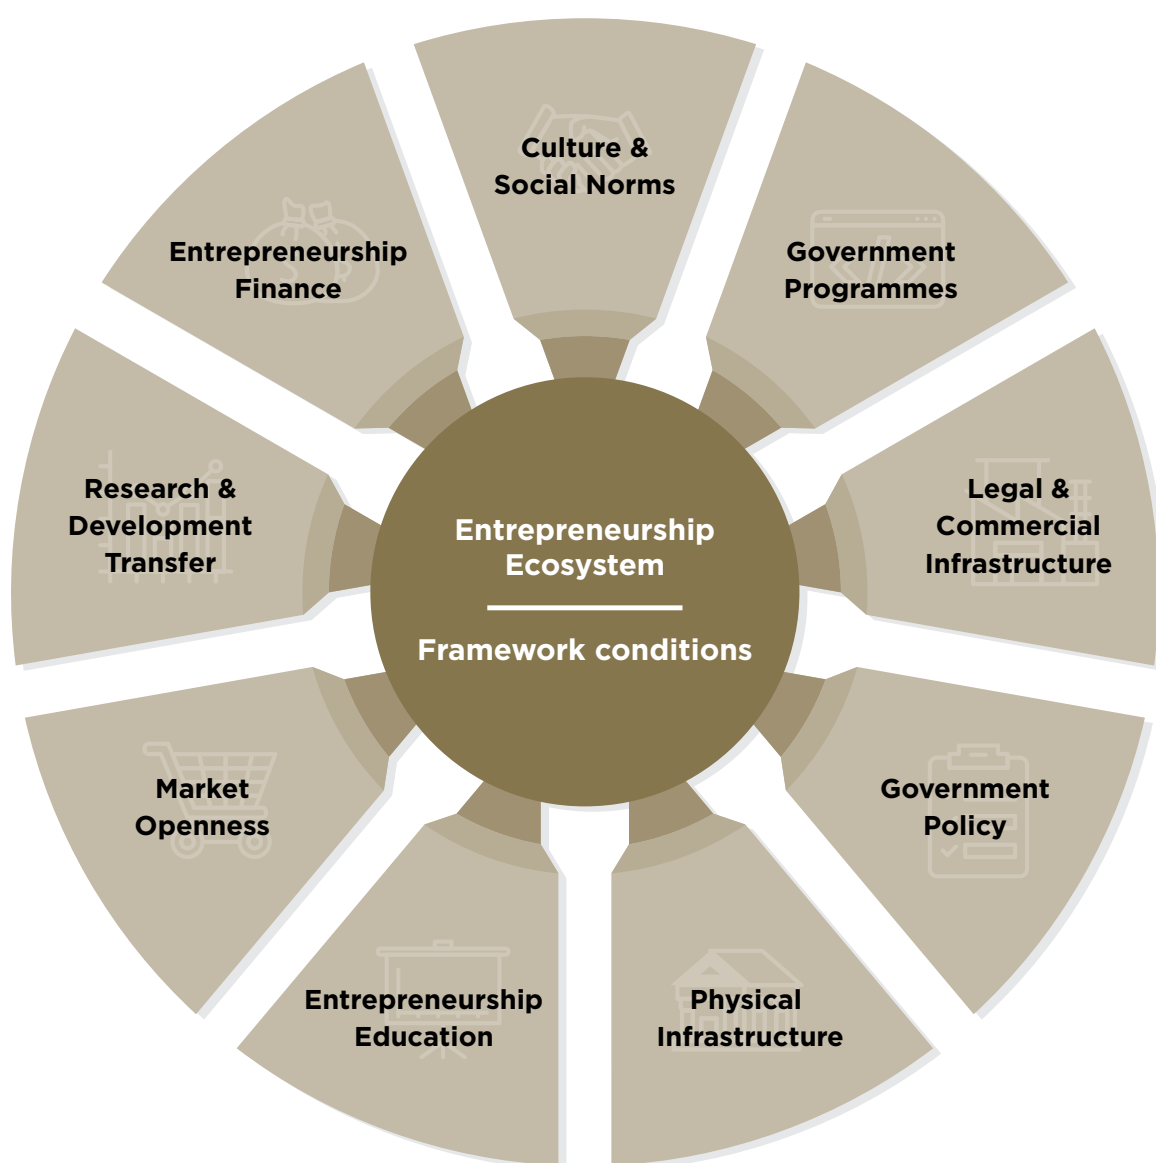 Culture &
Social Norms
Government
Programmes
Legal &
Commercial
Infrastructure
Government
Policy
Physical
Infrastructure
Entrepreneurship
Education
Market
Openness
Research &
Development
Transfer
Entrepreneurship
Finance
Entrepreneurship
Ecosystem
Framework conditions